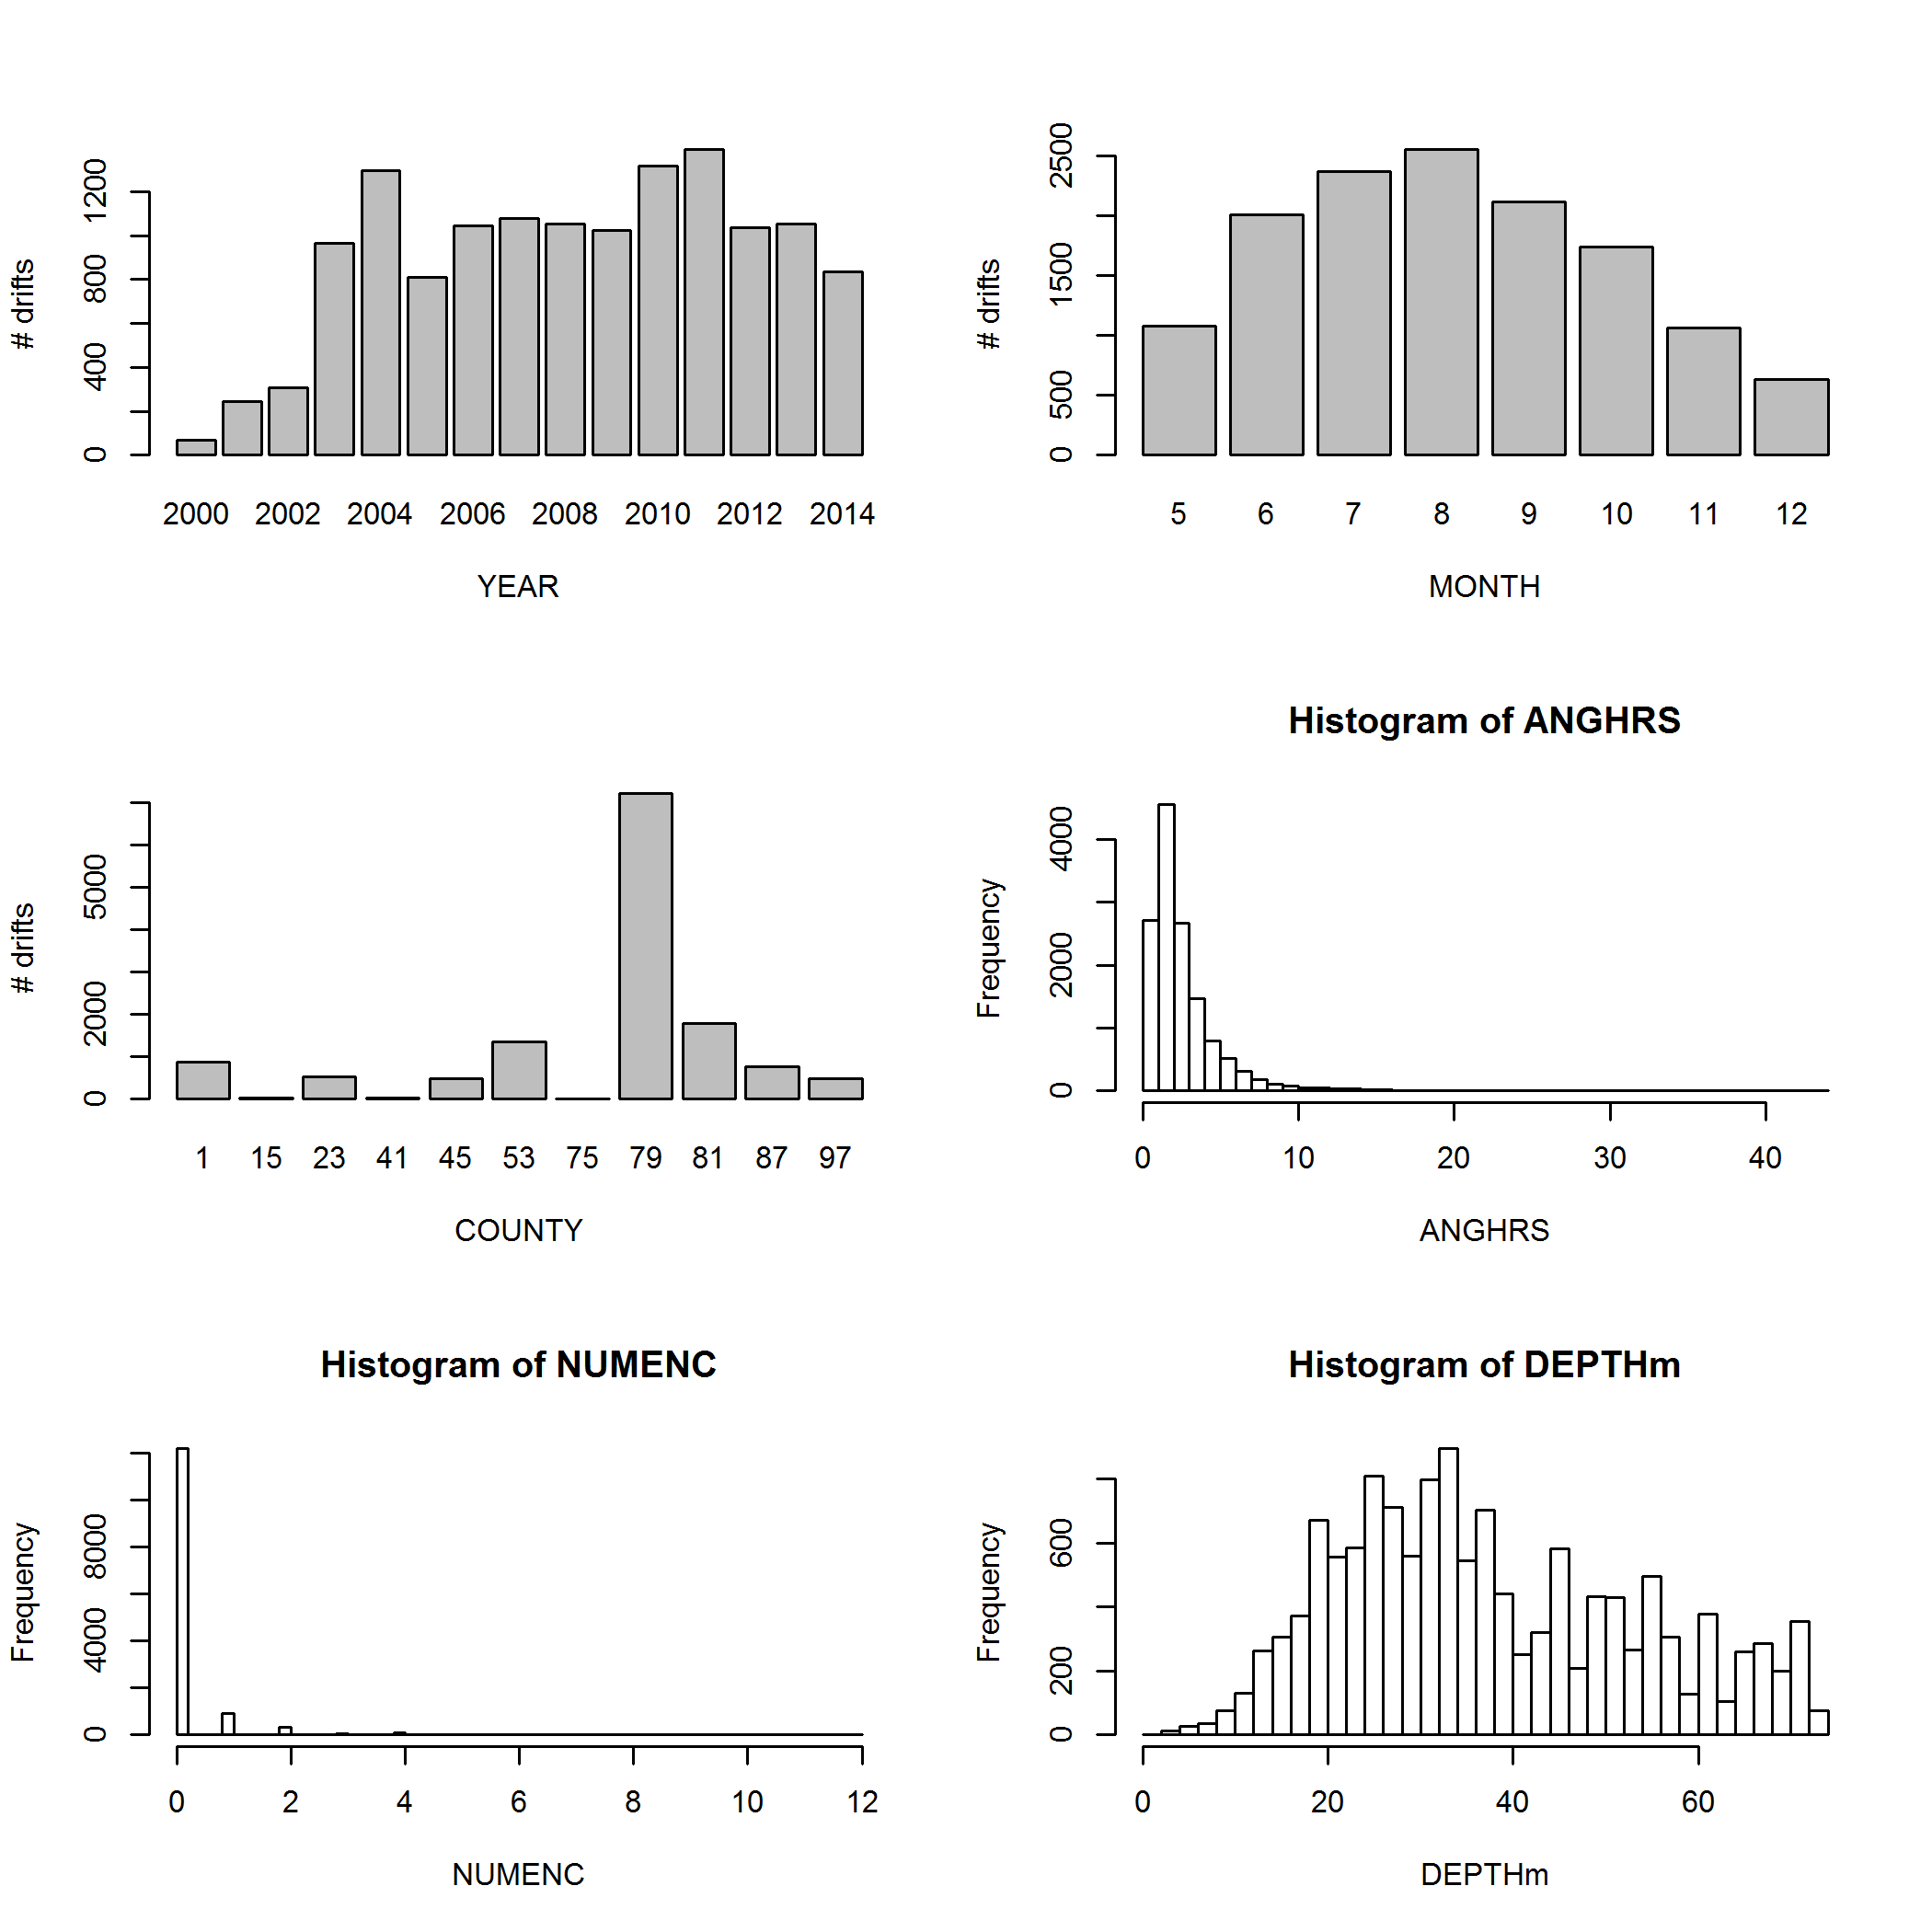 # drifts
0 400 800 1200
2000 2002 2004 2006 2008 2010 2012 2014
YEAR
# drifts
0 500 1500 2500
5 6 7 8 9 10 11 12
MONTH
# drifts
0 2000 5000
1 15 23 41 45 53 75 79 81 87 97
COUNTY
Histogram of ANGHRS
Frequency
0 2000 4000
0 10 20 30 40
ANGHRS
Histogram of NUMENC
Frequency
0 4000 8000
0 2 4 6 8 10 12
NUMENC
Histogram of DEPTHm
Frequency
0 200 600
0 20 40 60
DEPTHm